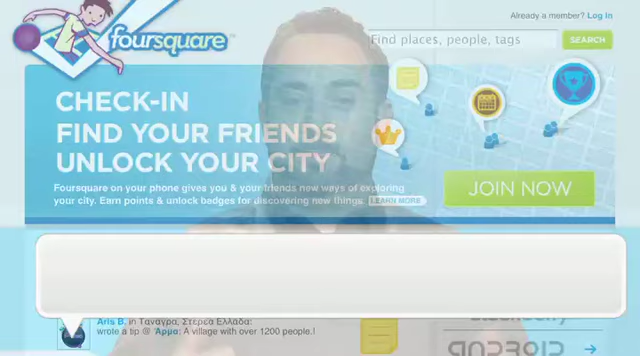 Already a member? Log In
foursquare™
Find places, people, tags
SEARCH
CHECK-IN
FIND YOUR FRIENDS
UNLOCK YOUR CITY
Foursquare on your phone gives you & your friends new ways of exploring
your city. Earn points & unlock badges for discovering new things. LEARN MORE
JOIN NOW
Aris B. in Τανάγρα, Στερεά Ελλάδα:
wrote a tip @ 'Αρμα: A village with over 1200 people.!
ANDROID